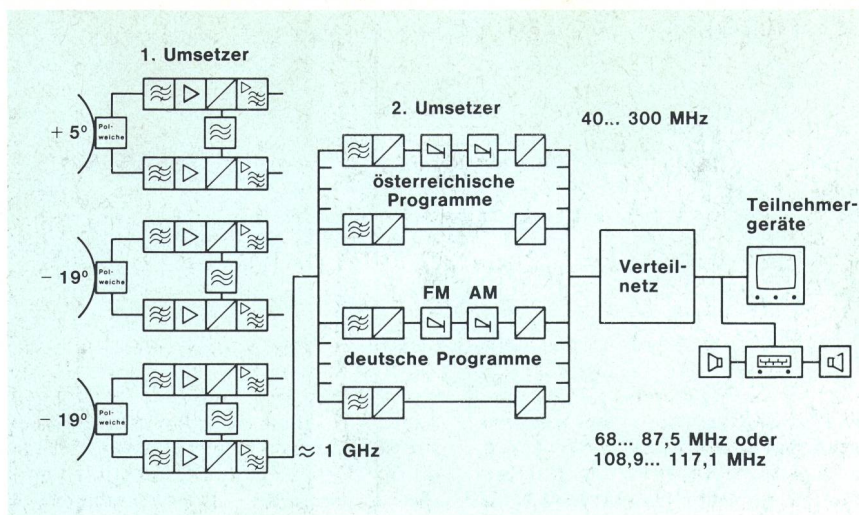 1. Umsetzer
+ 5°
Pol-
weiche
− 19°
Pol-
weiche
− 19°
Pol-
weiche
≈ 1 GHz
2. Umsetzer
österreichische
Programme
FM AM
deutsche Programme
40... 300 MHz
Verteil-
netz
Teilnehmer-
geräte
68... 87,5 MHz oder
108,9... 117,1 MHz